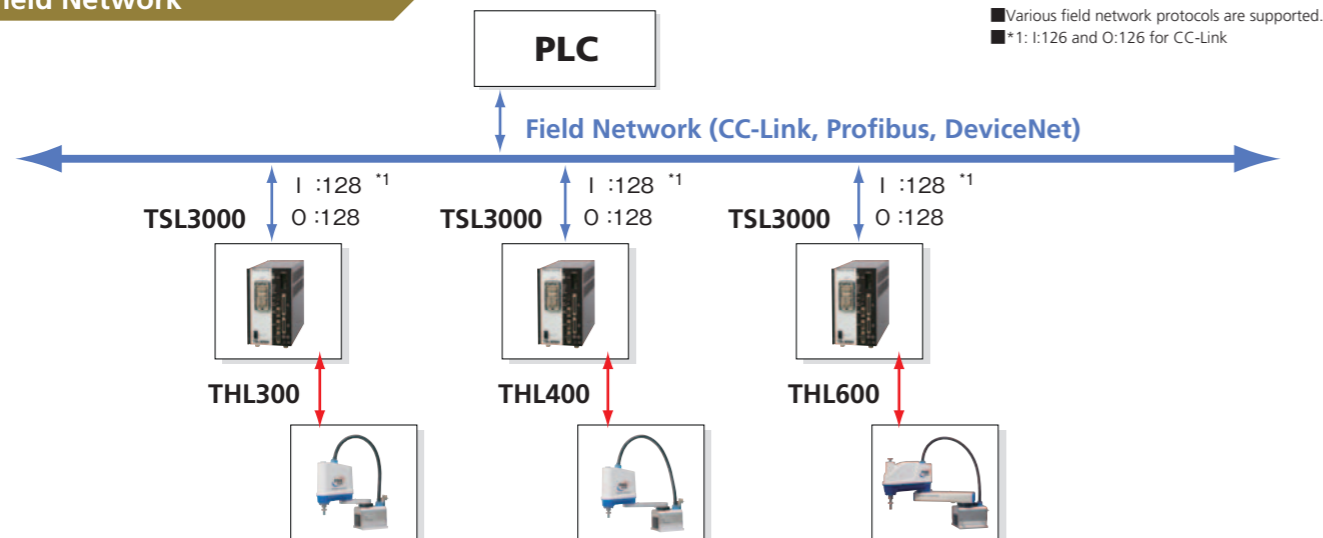 Field Network
■Various field network protocols are supported.
■*1: I:126 and O:126 for CC-Link
PLC
Field Network (CC-Link, Profibus, DeviceNet)
I :128 *1
O :128
TSL3000
I :128 *1
O :128
TSL3000
I :128 *1
O :128
TSL3000
THL300
THL400
THL600